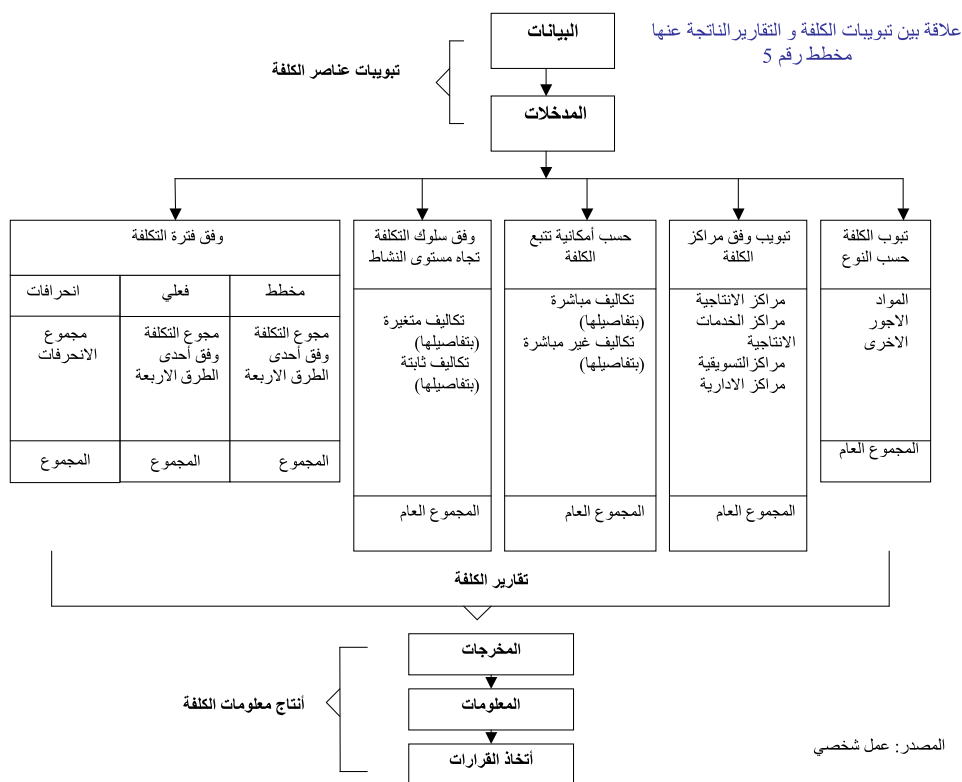 علاقة بين تبويبات الكلفة و التقارير الناتجة عنها
مخطط رقم 5
البيانات
تبويبات عناصر الكلفة
المدخلات
تبوب الكلفة
حسب النوع
المواد
الاجور
الاخرى
المجموع العام
تبويب وفق مراكز
الكلفة
مراكز الانتاجية
مراكز الخدمات
الانتاجية
مراكزالتسويقية
مراكز الادارية
المجموع العام
حسب أمكانية تتبع
الكلفة
تكاليف مباشرة
(بتفاصيلها)
تكاليف غير مباشرة
(بتفاصيلها)
المجموع العام
وفق سلوك التكلفة
تجاه مستوى النشاط
تكاليف متغيرة
(بتفاصيلها)
تكاليف ثابتة
(بتفاصيلها)
المجموع العام
وفق فترة التكلفة
مخطط
مجوع التكلفة
وفق أحدى
الطرق الاربعة
المجموع
فعلي
مجوع التكلفة
وفق أحدى
الطرق الاربعة
المجموع
انحرافات
مجموع
الانحرفات
المجموع
تقارير الكلفة
المخرجات
أنتاج معلومات الكلفة
المعلومات
أتخاذ القرارات
المصدر: عمل شخصي